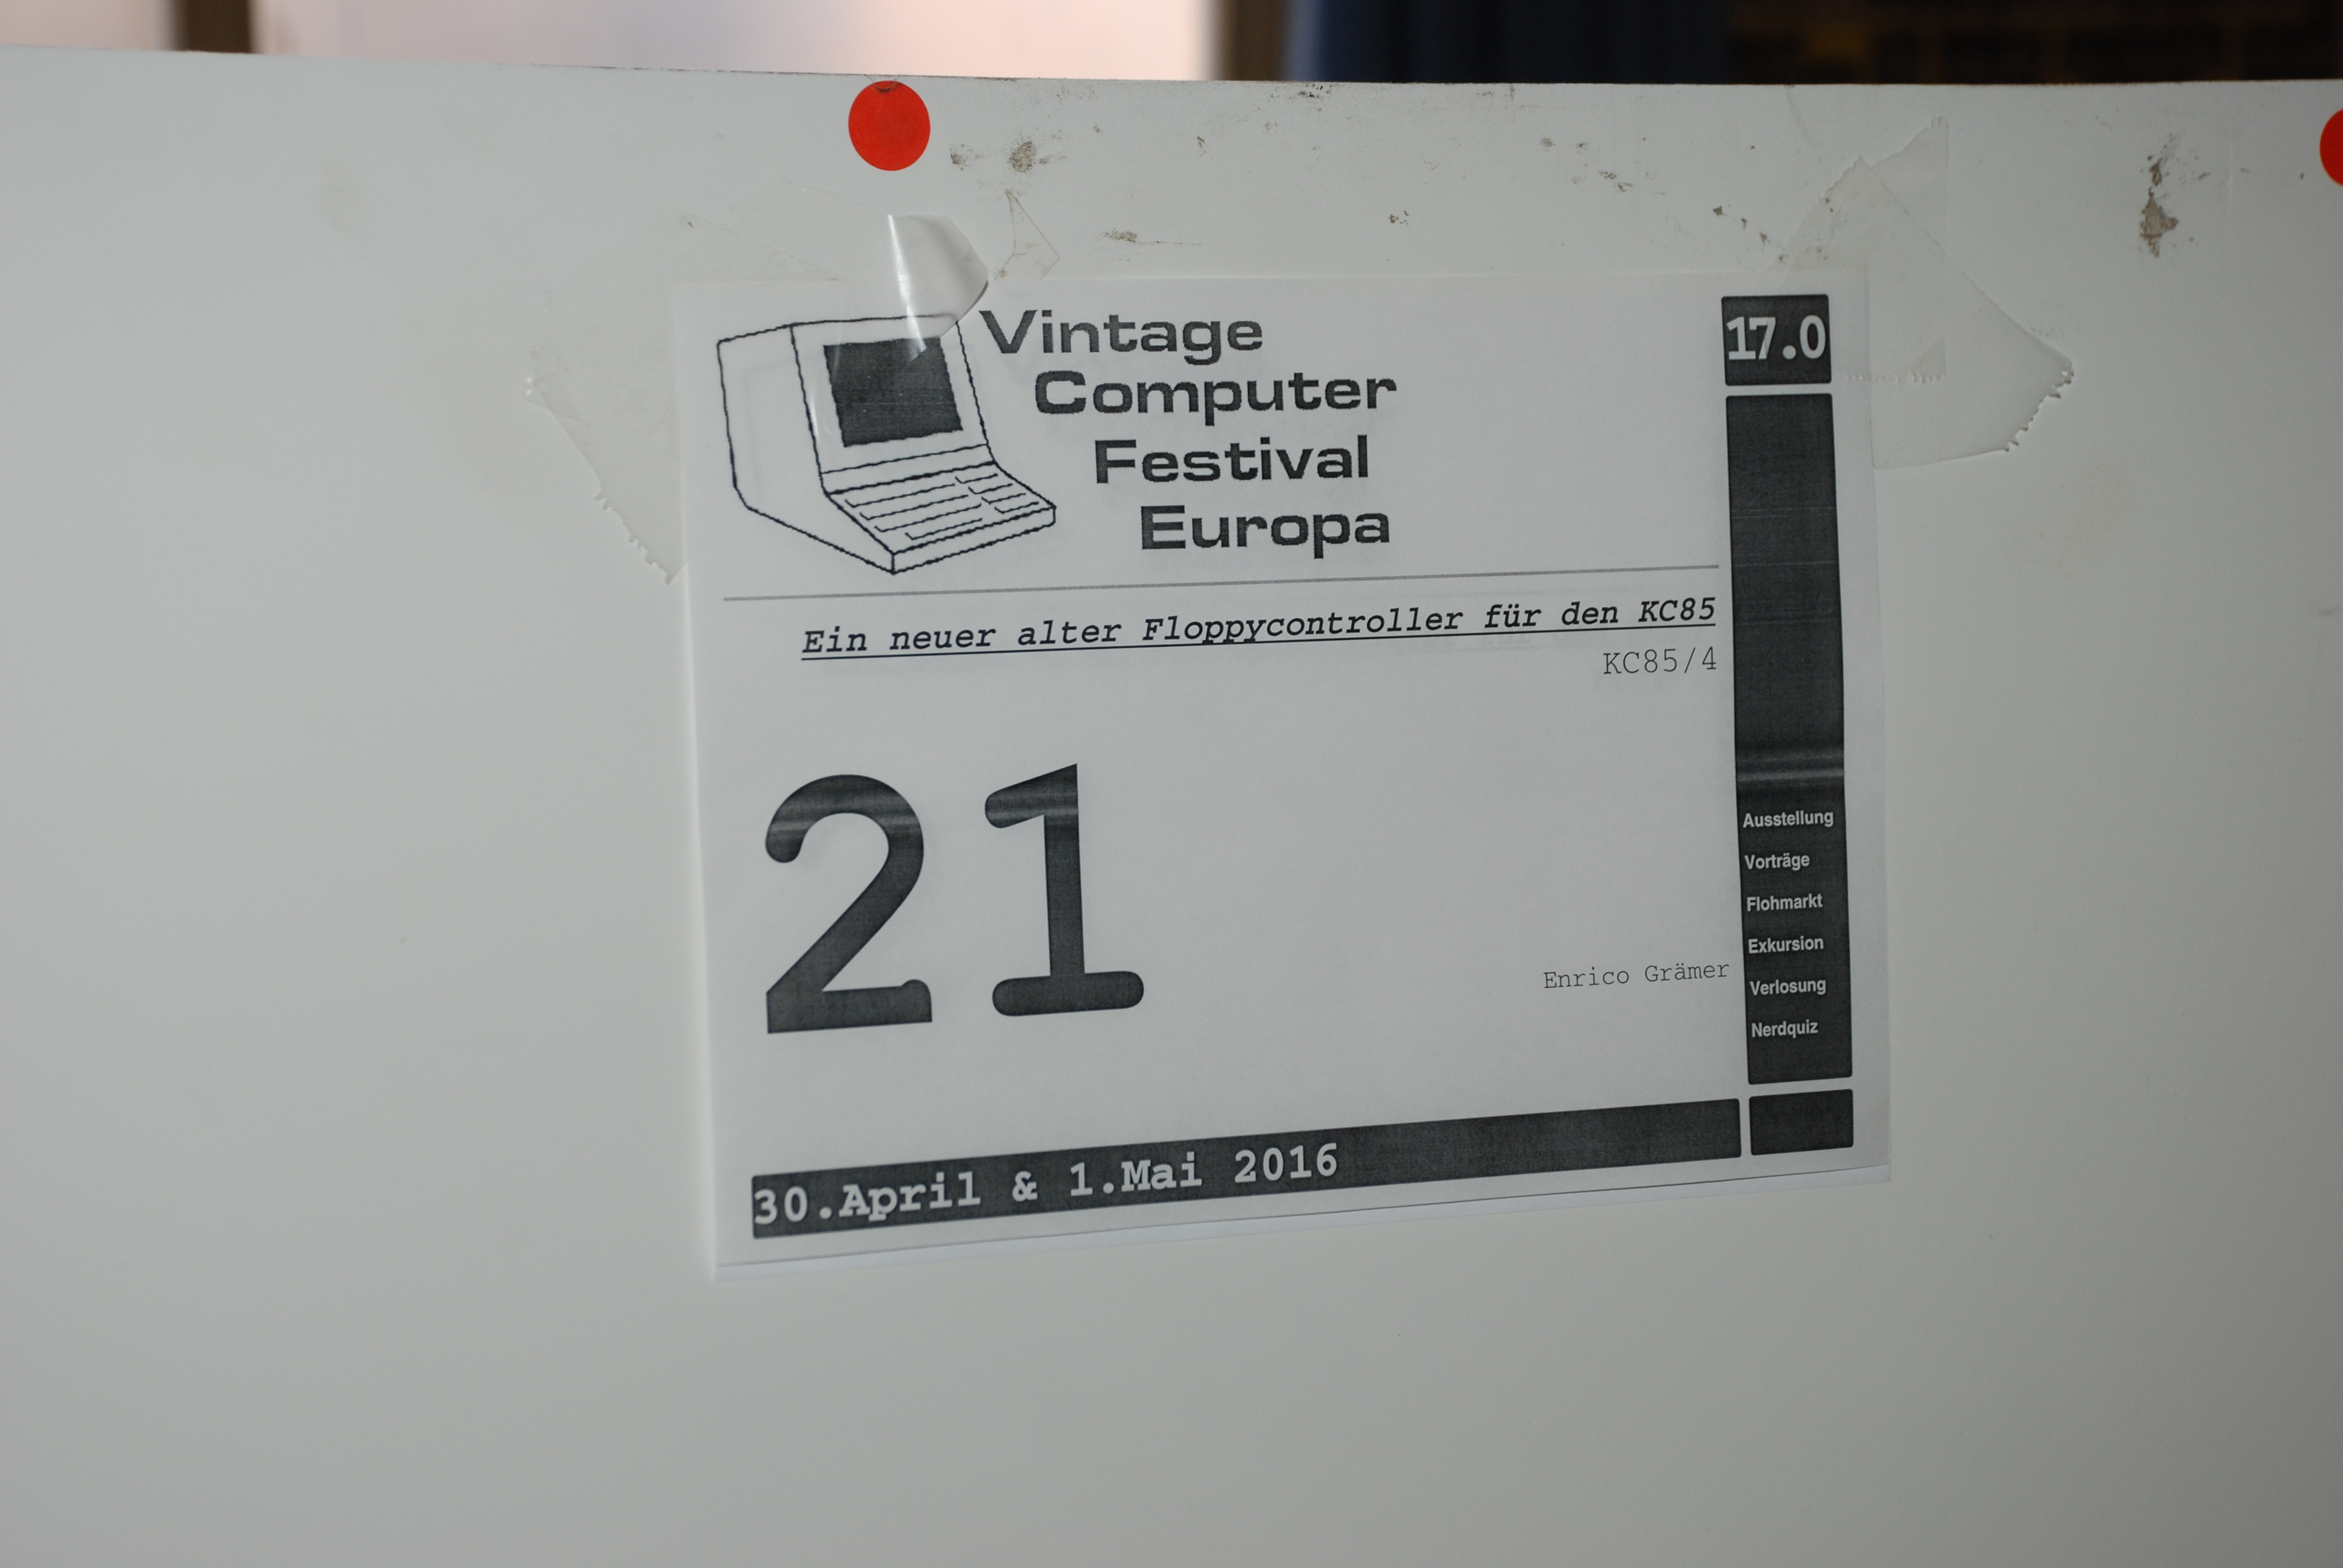 Vintage
Computer
Festival
Europa
17.0
Ein neuer alter Floppycontroller für den KC85
KC85/4
21
Enrico Grämer
Ausstellung
Vorträge
Flohmarkt
Exkursion
Verlosung
Nerdquiz
30.April & 1.Mai 2016